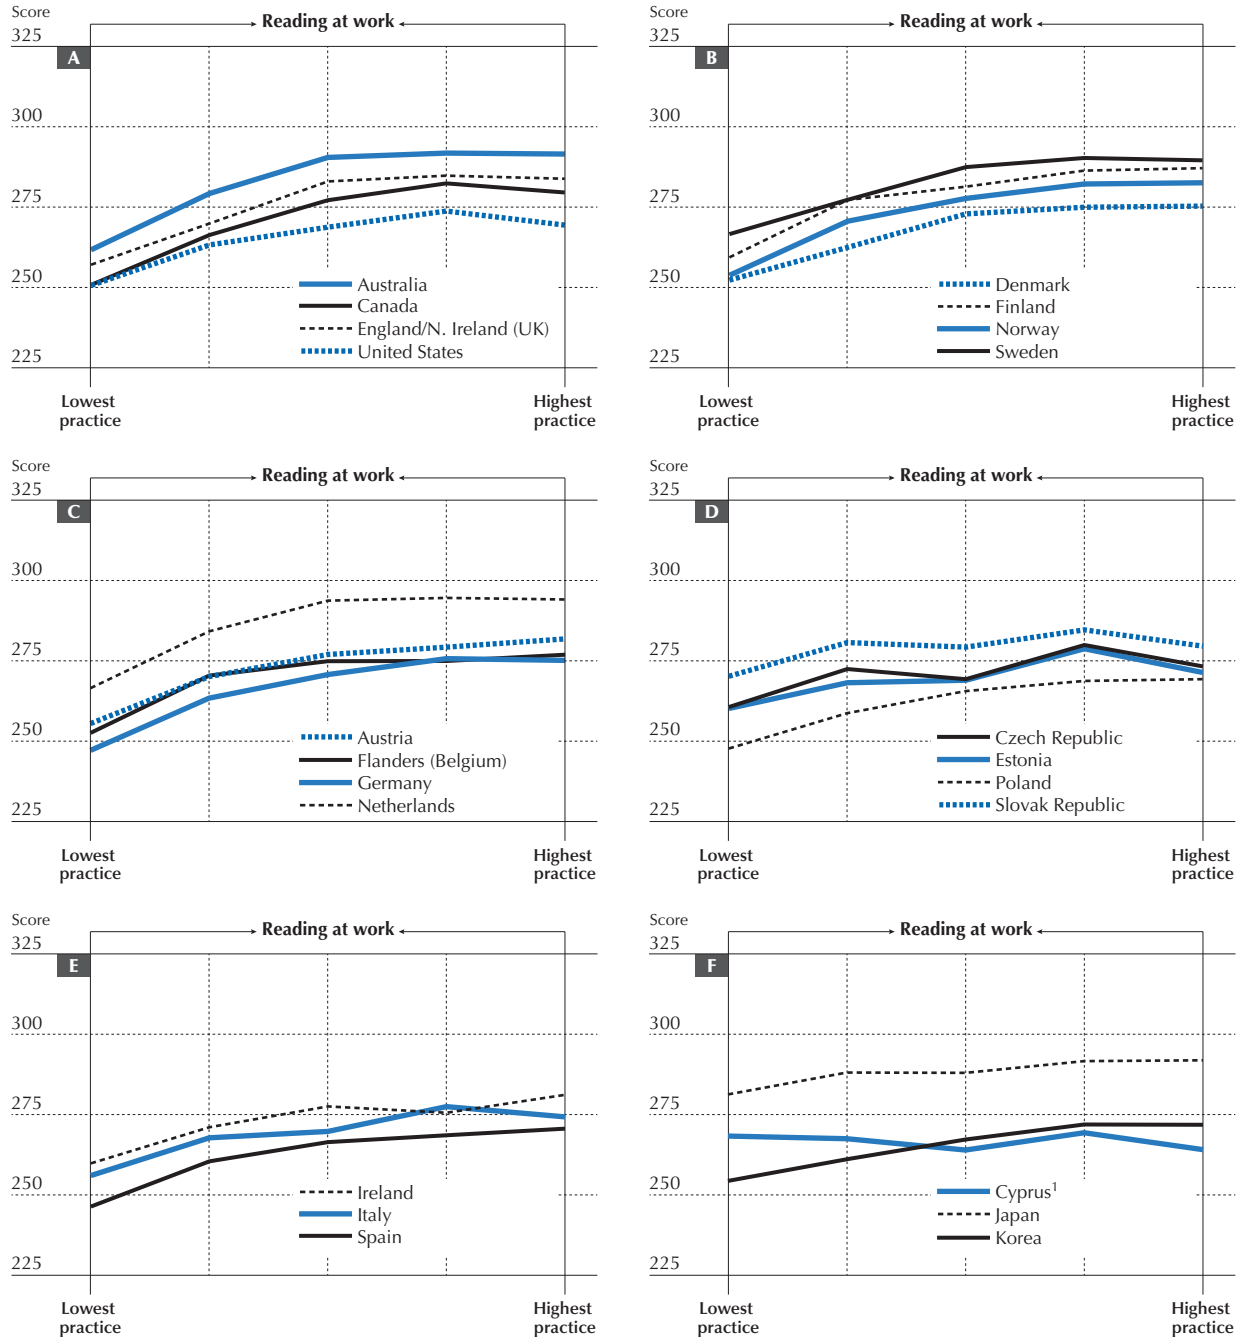 Score
Reading at work
325
A
300
275
250
225
Australia
Canada
England/N. Ireland (UK)
United States
Lowest practice
Highest practice
Reading at work
B
Denmark
Finland
Norway
Sweden
300
275
250
225
Lowest practice
Highest practice
Score
Reading at work
325
C
300
275
250
225
Austria
Flanders (Belgium)
Germany
Netherlands
Lowest practice
Highest practice
Score
Reading at work
325
D
300
275
250
225
Czech Republic
Estonia
Poland
Slovak Republic
Lowest practice
Highest practice
Score
Reading at work
325
E
300
275
250
225
Ireland
Italy
Spain
Lowest practice
Highest practice
Score
Reading at work
325
F
300
275
250
225
Cyprus¹
Japan
Korea
Lowest practice
Highest practice